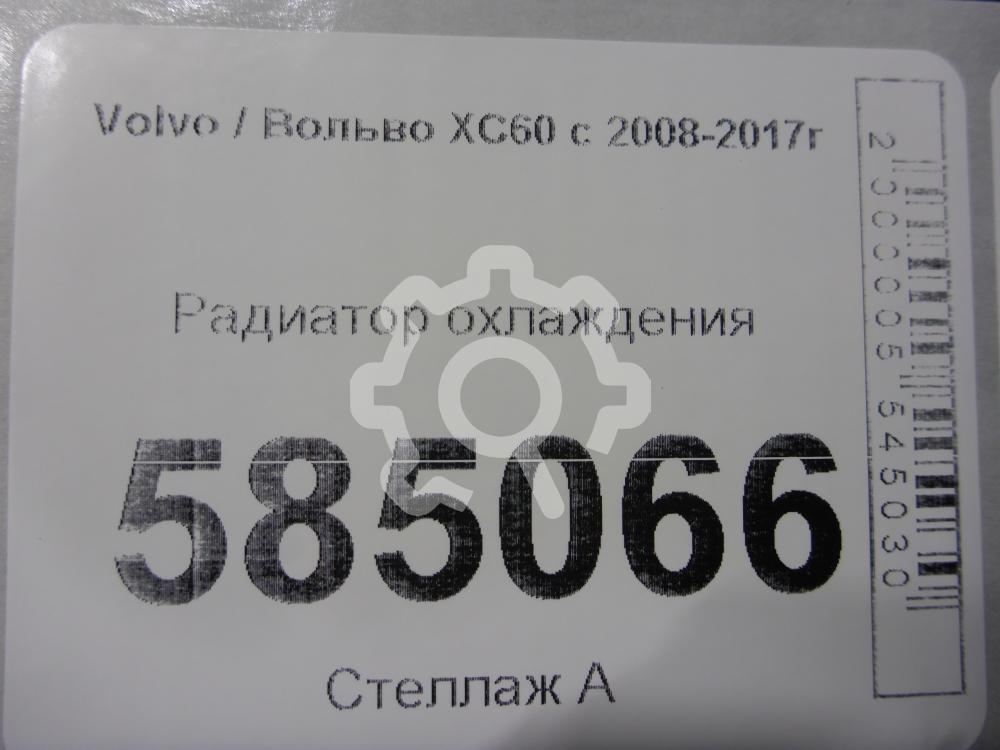 Volvo / Вольво XC60 с 2008-2017г
Радиатор охлаждения
585066
Стеллаж А
2000005545030